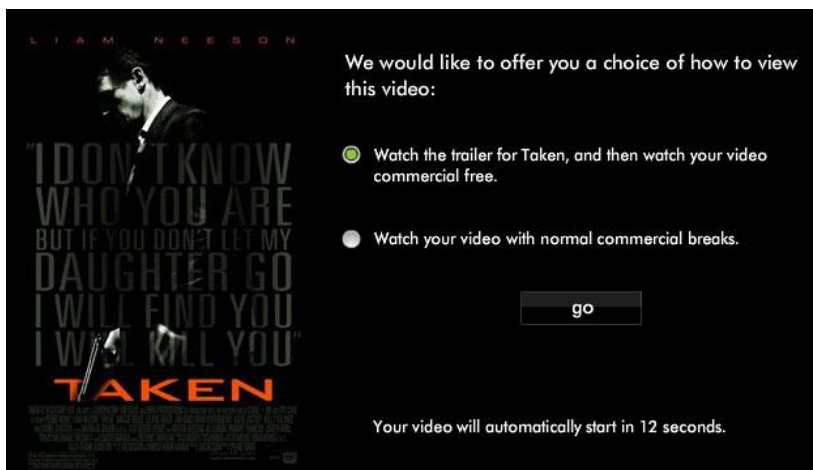 LIAM NEESON
"I DON'T KNOW
WHO YOU ARE
BUT IF YOU DON'T LET MY
DAUGHTER GO
I WILL FIND YOU
I WILL KILL YOU"
TAKEN
We would like to offer you a choice of how to view
this video:
Watch the trailer for Taken, and then watch your video
commercial free.
Watch your video with normal commercial breaks.
go
Your video will automatically start in 12 seconds.